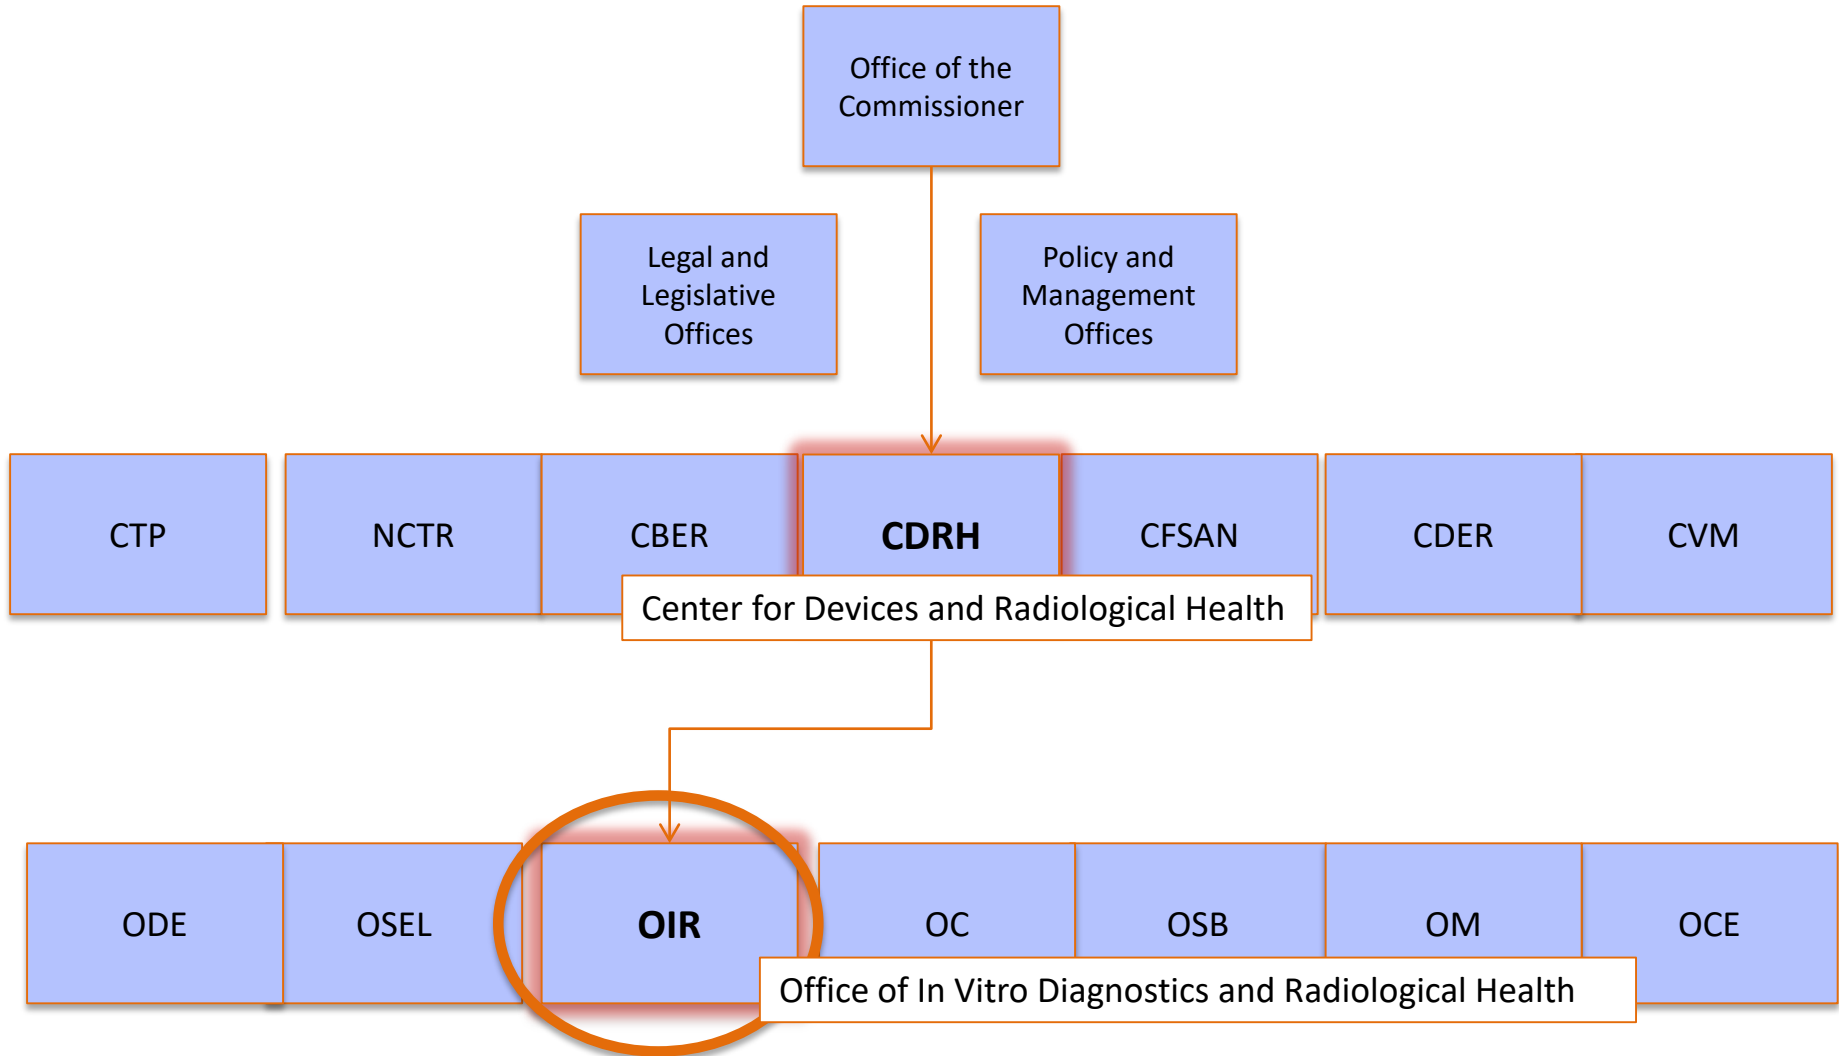 Office of the
Commissioner
Legal and
Legislative
Offices
Policy and
Management
Offices
CTP
NCTR
CBER
CDRH
CFSAN
CDER
CVM
Center for Devices and Radiological Health
ODE
OSEL
OIR
OC
OSB
OM
OCE
Office of In Vitro Diagnostics and Radiological Health